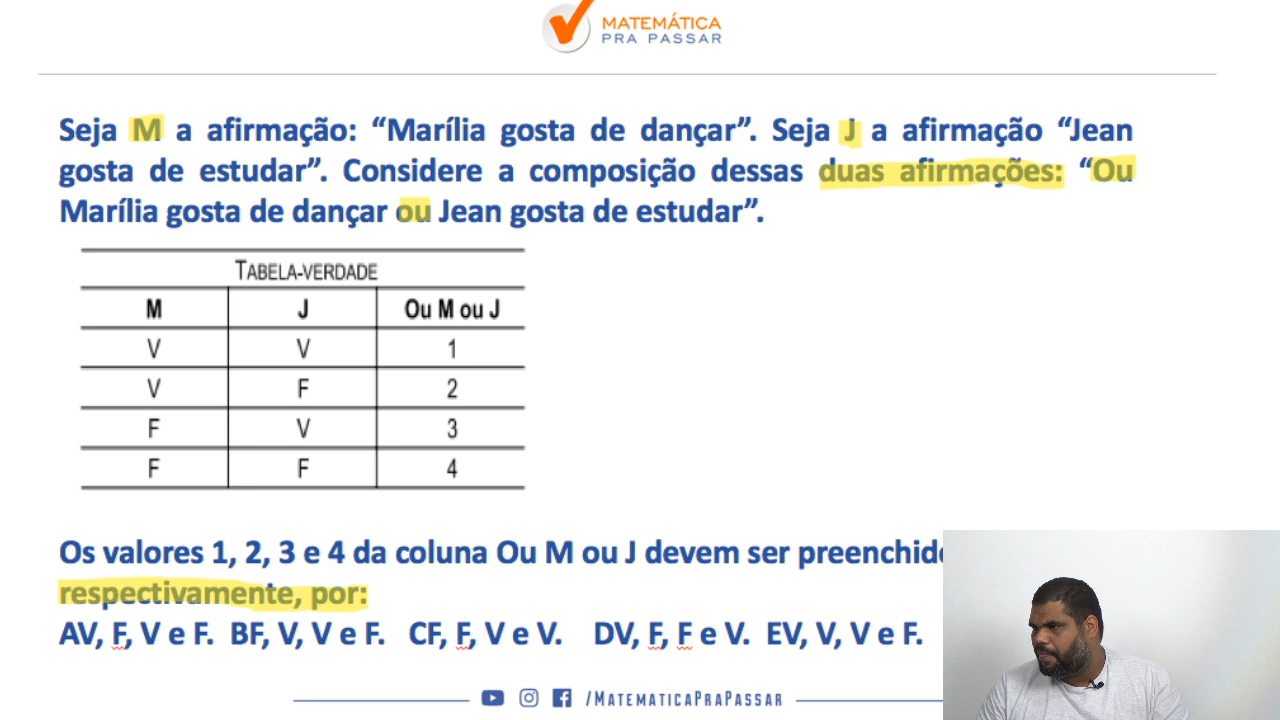 MATEMÁTICA
PRA PASSAR
Seja M a afirmação: “Marília gosta de dançar”. Seja J a afirmação “Jean
gosta de estudar”. Considere a composição dessas duas afirmações: “Ou
Marília gosta de dançar ou Jean gosta de estudar”.
TABELA-VERDADE
M J Ou M ou J
V V 1
V F 2
F V 3
F F 4
Os valores 1, 2, 3 e 4 da coluna Ou M ou J devem ser
respectivamente, por:
AV, F, V e F. BF, V, V e F. CF, F, V e V. DV, F, F e V. EV, V, V e F.
/MATEMATICAPRAPASSAR